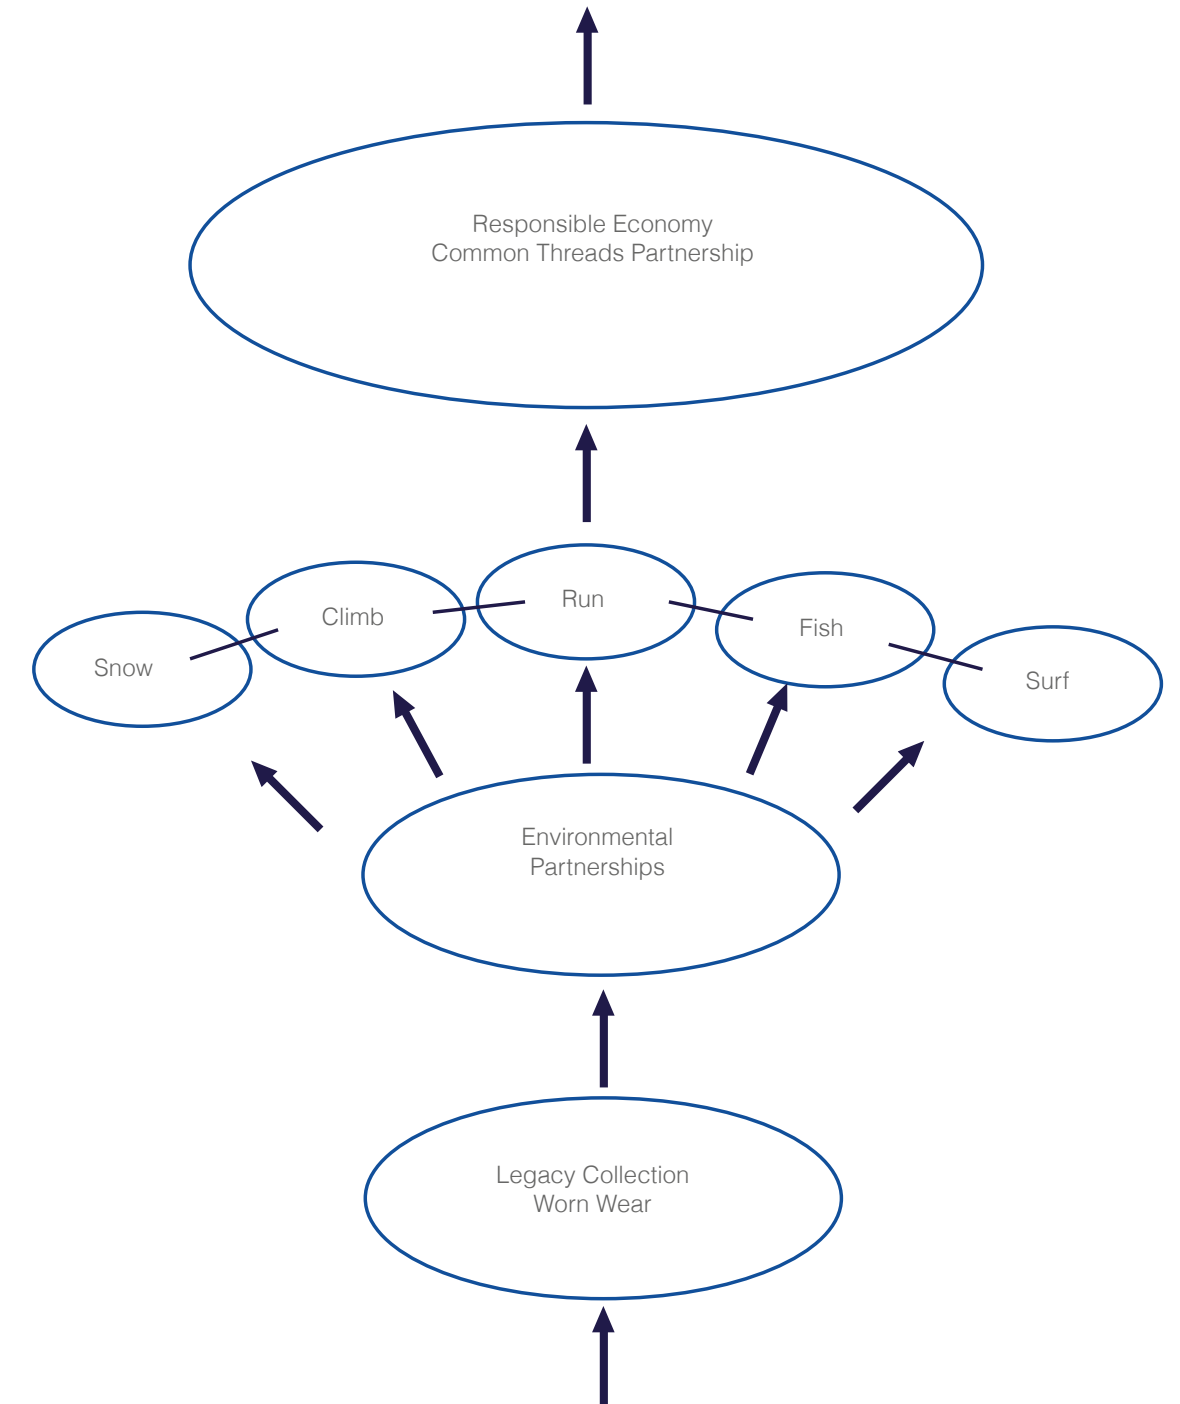 Responsible Economy
Common Threads Partnership
Run
Climb
Fish
Snow
Surf
Environmental
Partnerships
Legacy Collection
Worn Wear